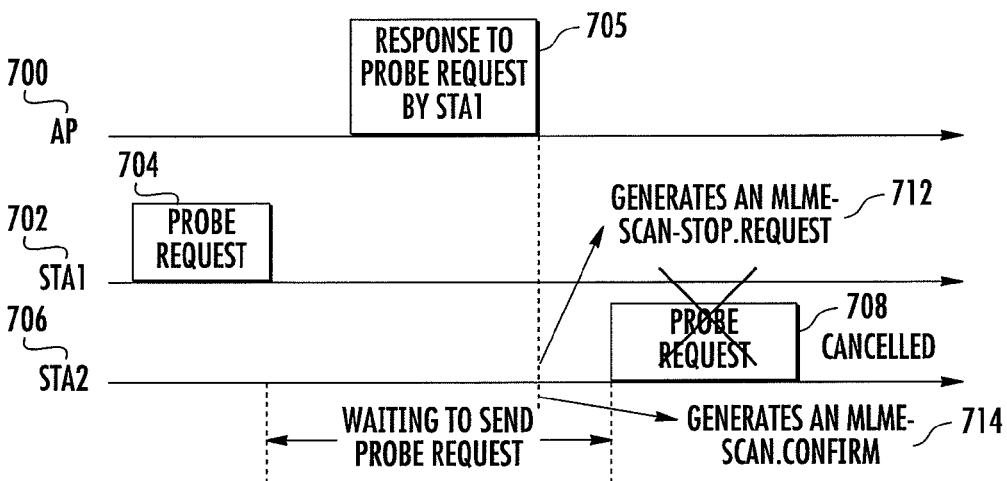 RESPONSE TO
PROBE REQUEST
BY STA1
705
700
AP
704
PROBE
REQUEST
702
STA1
GENERATES AN MLME-
SCAN-STOP.REQUEST
712
706
STA2
PROBE
REQUEST
708
CANCELLED
WAITING TO SEND
PROBE REQUEST
GENERATES AN MLME-
SCAN.CONFIRM
714